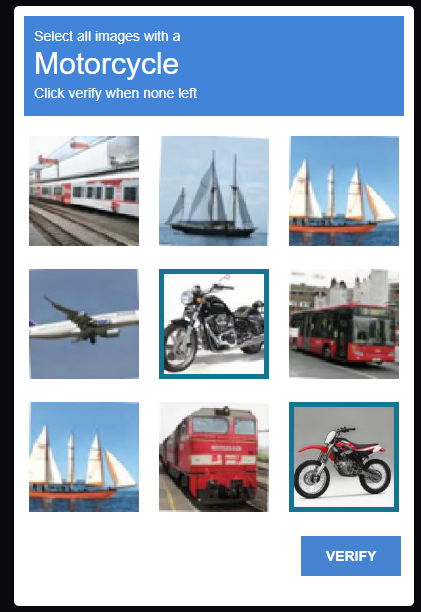 Select all images with a
Motorcycle
Click verify when none left
VERIFY